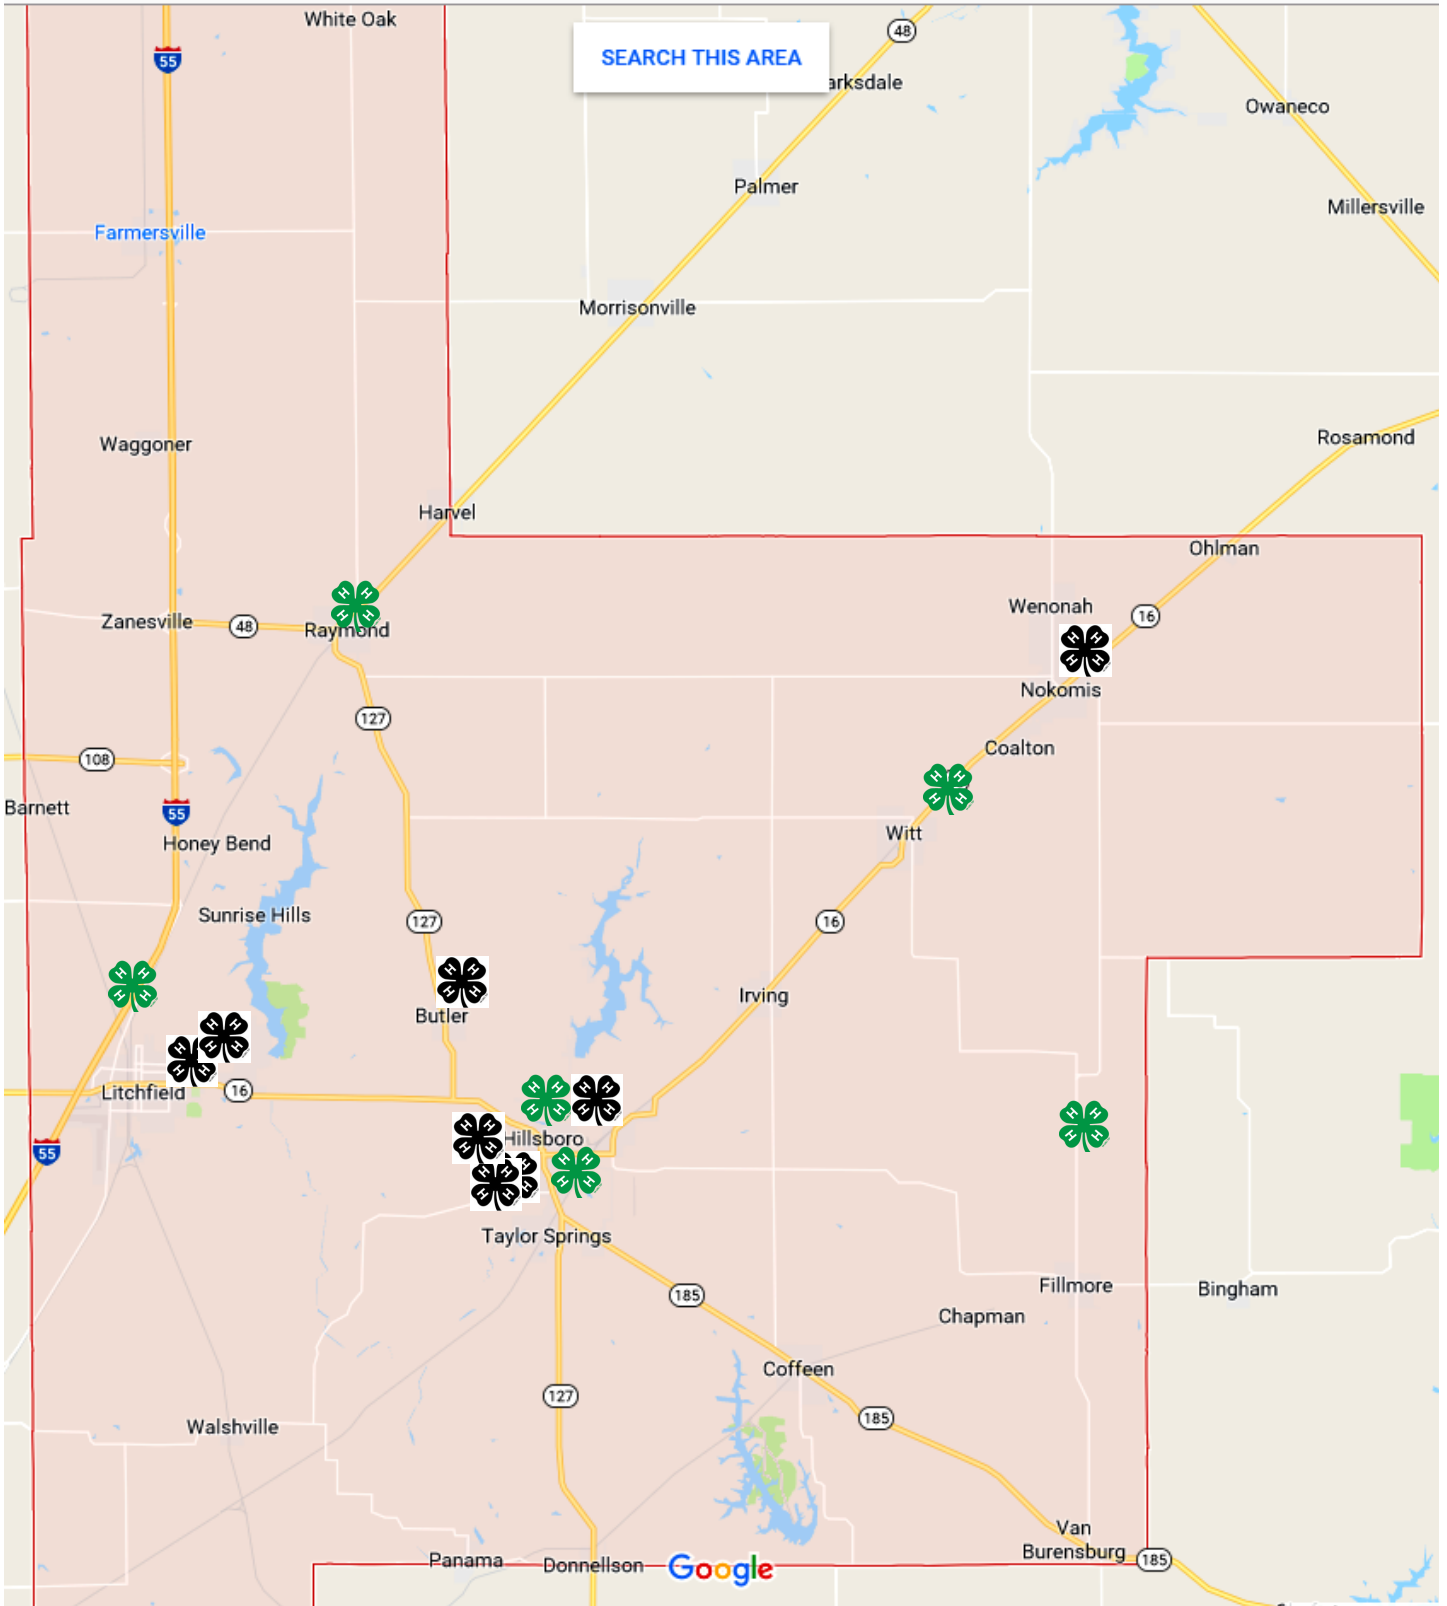 White Oak
48
55
SEARCH THIS AREA
arksdale
Owaneco
Palmer
Millersville
Farmersville
Morrisonville
Rosamond
Waggoner
Harvel
Ohlman
Wenonah
16
Zanesville
48
Raymond
H H H H
H H H H
Nokomis
127
Coalton
108
H H H H
Barnett
55
Witt
Honey Bend
Sunrise Hills
127
16
H H H H
H H H H
Irving
Butler
H H H H
H H H
Litchfield
16
H H H H
H H H H
H H H H
H H H H
Hillsboro
55
H H H H
H H
H H H H
Taylor Springs
Fillmore
Bingham
185
Chapman
Coffeen
127
185
Walshville
Van
Burensburg
185
Panama
Donnellson
Google